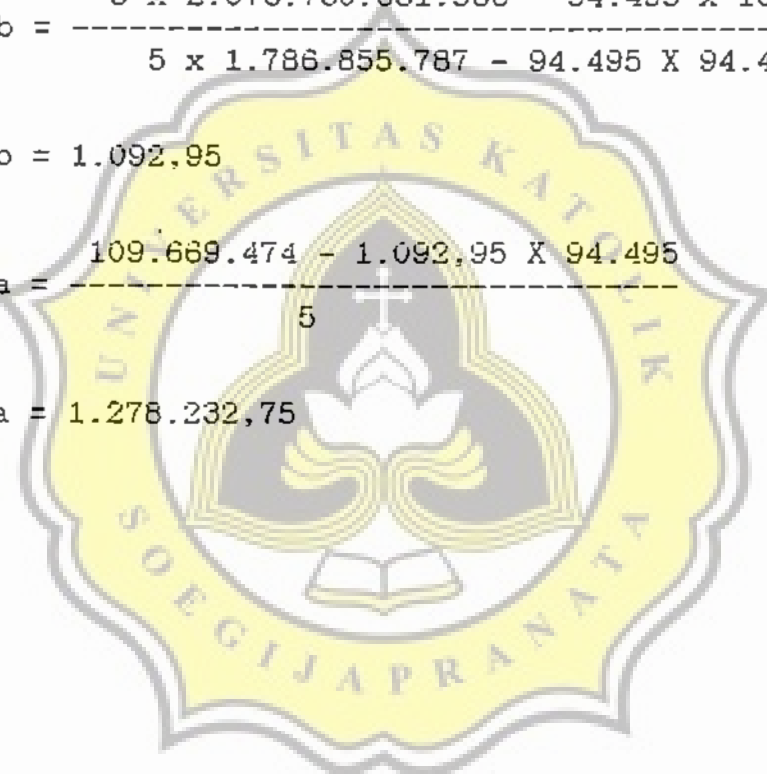 b = ----------------------------------------
5 x 1.786.855.787 - 94.495 X 94.4
b = 1.092,95
109.669.474 - 1.092,95 X 94.495
a = -----------------------------------
5
a = 1.278.232,75
UNIVERSITAS KATOLIK
SOEGIJAPRANATA